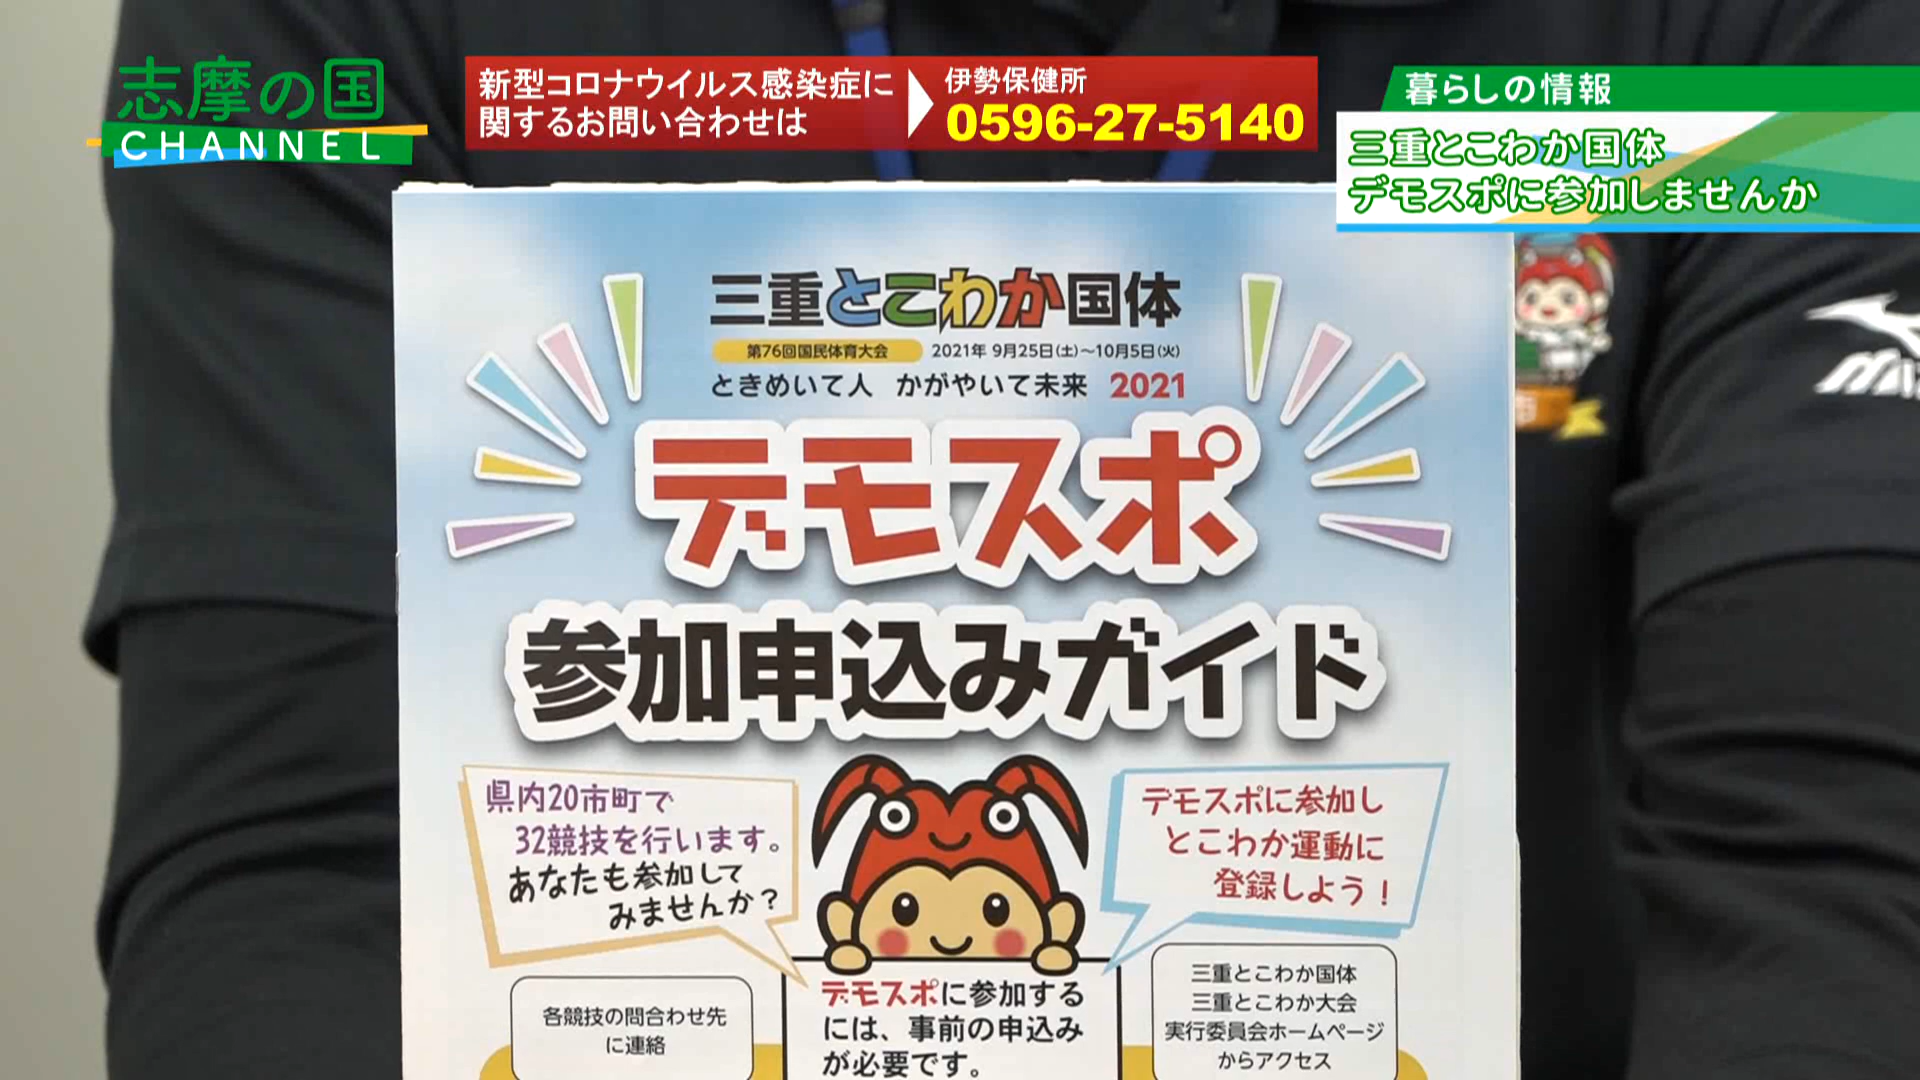 志摩の国
CHANNEL
新型コロナウイルス感染症に
関するお問い合わせは
伊勢保健所
0596-27-5140
暮らしの情報
三重とこわか国体
デモスポに参加しませんか
三重とこわか国体
第76回国民体育大会 2021年 9月25日(土)～10月5日(火)
ときめいて人 かがやいて未来 2021
デモスポ
参加申込みガイド
県内20市町で
32競技を行います。
あなたも参加して
みませんか？
デモスポに参加し
とこわか運動に
登録しよう！
各競技の問合わせ先
に連絡
デモスポに参加する
には、事前の申込み
が必要です。
三重とこわか国体
三重とこわか大会
実行委員会ホームページ
からアクセス